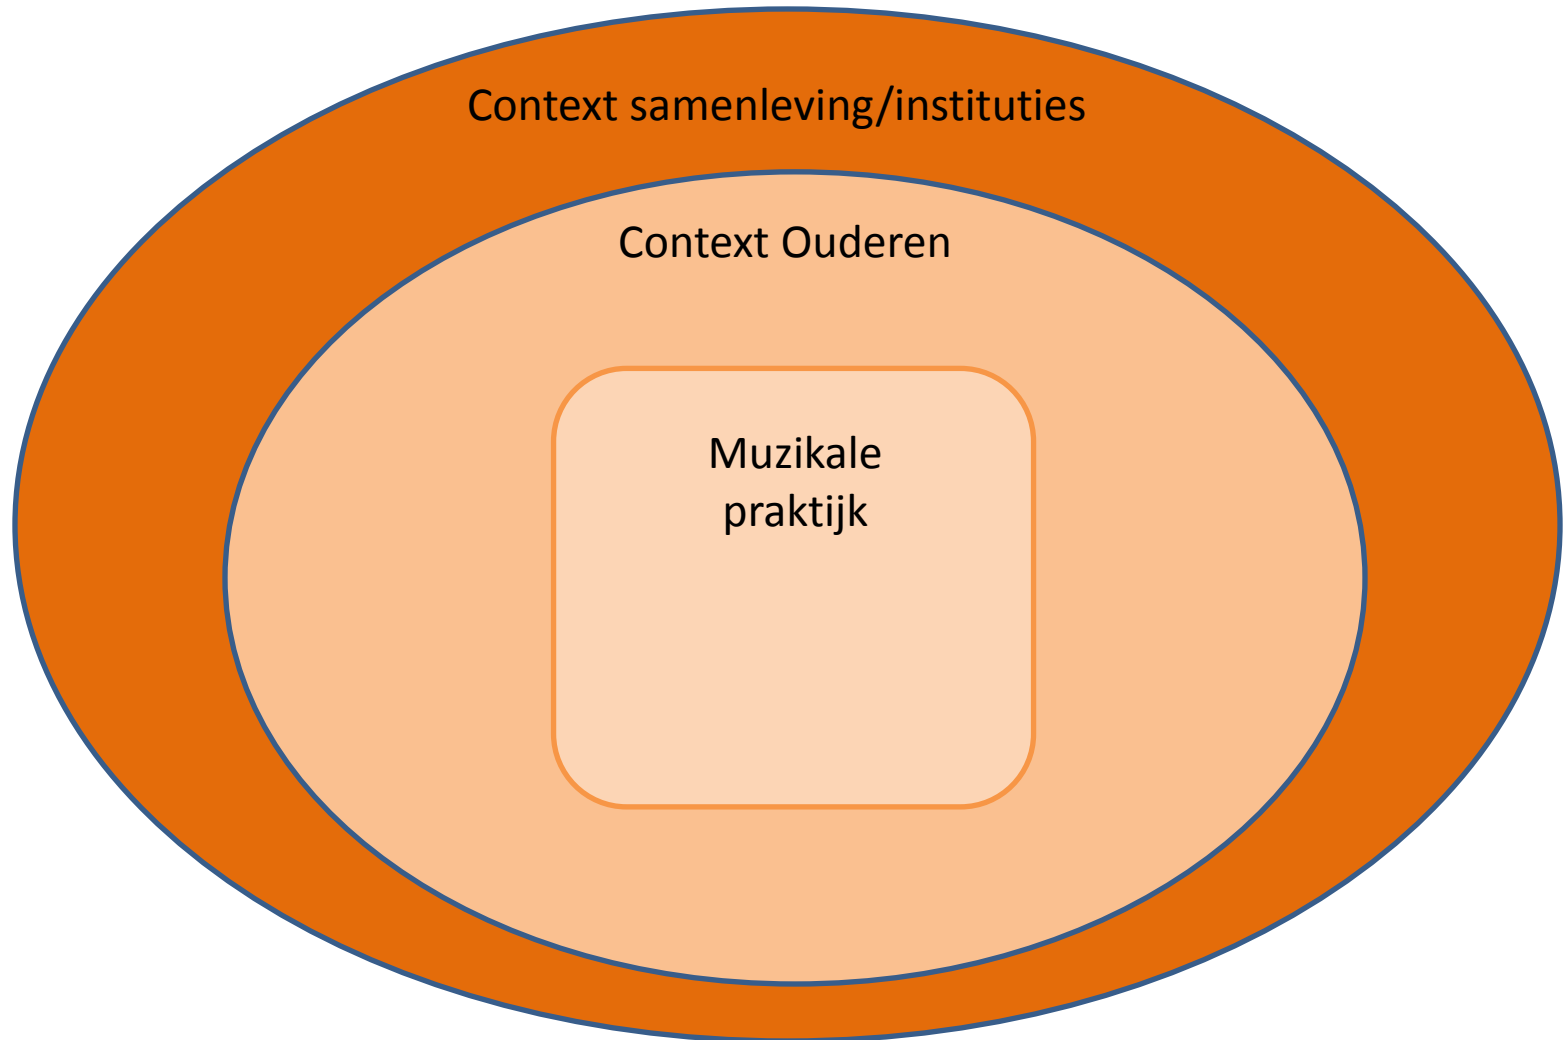 Context samenleving/instituties
Context Ouderen
Muzikale
praktijk